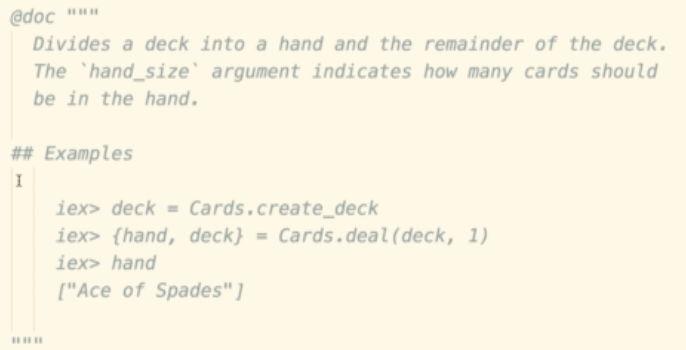 @doc """
Divides a deck into a hand and the remainder of the deck.
The `hand_size` argument indicates how many cards should
be in the hand.
## Examples
iex> deck = Cards.create_deck
iex> {hand, deck} = Cards.deal(deck, 1)
iex> hand
["Ace of Spades"]
"""